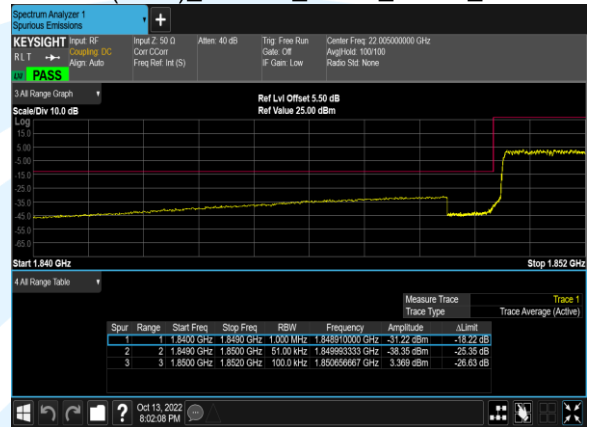 Spectrum Analyzer 1
Spurious Emissions
+
KEYSIGHT Input: RF Input Z: 50 Ω Atten: 40 dB Trig: Free Run Center Freq: 22.005000000 GHz
Coupling: DC Corr CCorr Gate: Off Avg|Hold: 100/100
RLT Align: Auto Freq Ref: Int (S) IF Gain: Low Radio Std: None
LM PASS
3 All Range Graph
Ref Lvl Offset 5.50 dB
Scale/Div 10.0 dB Ref Value 25.00 dBm
Log
15.0
5.00
-5.00
-15.0
-25.0
-35.0
-45.0
-55.0
-65.0
Start 1.840 GHz Stop 1.852 GHz
4 All Range Table
Measure Trace Trace 1
Trace Type Trace Average (Active)
Spur Range Start Freq Stop Freq RBW Frequency Amplitude ΔLimit
1 1 1.8400 GHz 1.8490 GHz 1.000 MHz 1.848910000 GHz -31.22 dBm -18.22 dB
2 2 1.8490 GHz 1.8500 GHz 51.00 kHz 1.849993333 GHz -38.35 dBm -25.35 dB
3 3 1.8500 GHz 1.8520 GHz 100.0 kHz 1.850656667 GHz 3.369 dBm -26.63 dB
? Oct 13, 2022
8:02:08 PM